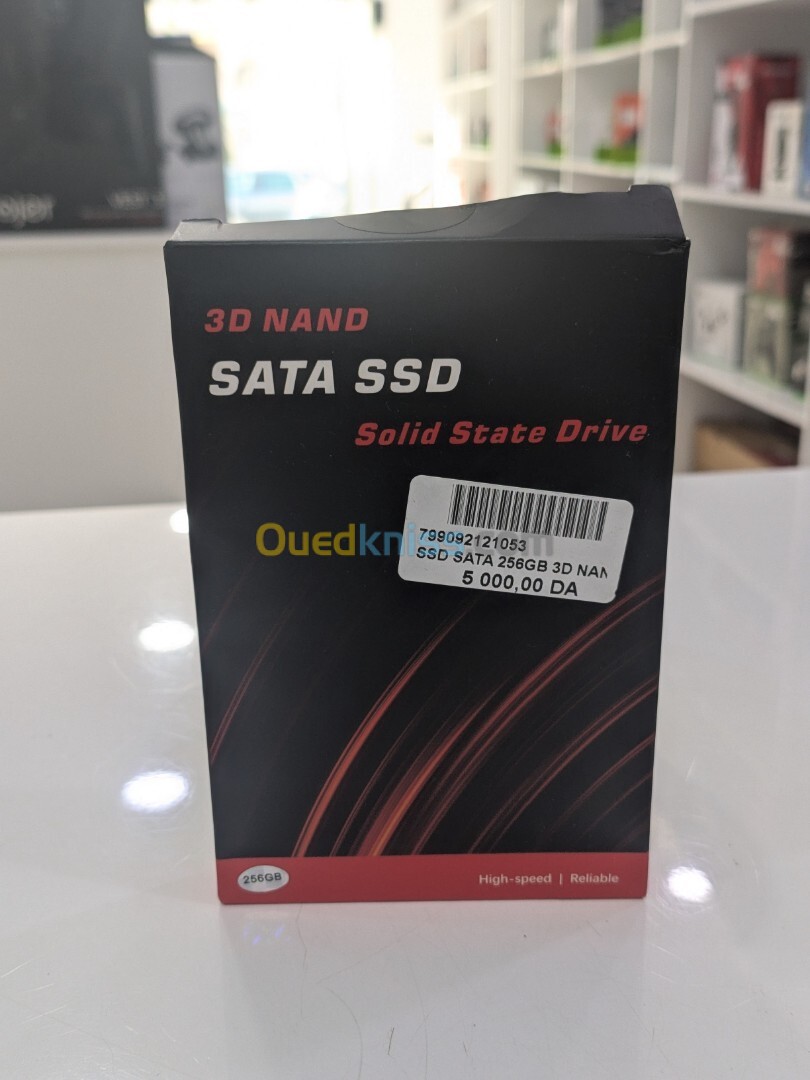 3D NAND
SATA SSD
Solid State Drive
Ouedkniss.com
799092121053
SSD SATA 256GB 3D NAN
5 000,00 DA
256GB
High-speed | Reliable